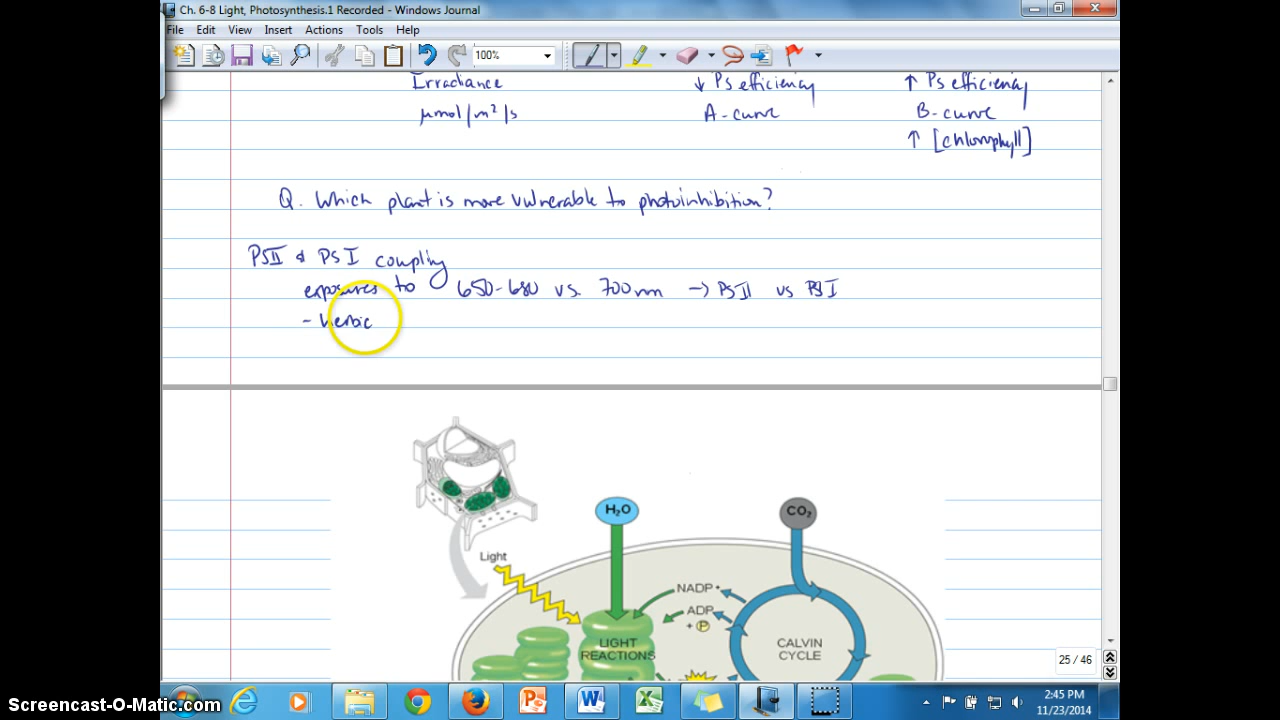 Ch. 6-8 Light, Photosynthesis.1 Recorded - Windows Journal
File Edit View Insert Actions Tools Help
100%
Irradiance ↓ Ps efficiency ↑ Ps efficiency
μmol/m²/s A-curve B-curve
↑ [chlorophyll]
Q. Which plant is more vulnerable to photoinhibition?
PSII & PSI coupling
exposures to 650-680 vs. 700nm → PSII vs PSI
- herbic
H₂O
CO₂
Light
NADP+
ADP
+ P
LIGHT
REACTIONS
CALVIN
CYCLE
25 / 46
2:45 PM
11/23/2014
Screencast-O-Matic.com